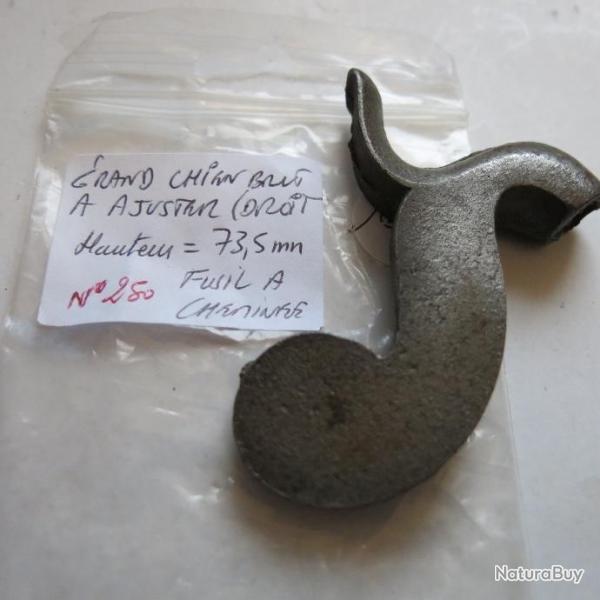 GRAND CHIEN BRUT
A AJUSTER (DROIT
Hauteur = 73,5 mm
N° 250 FUSIL A
CHEMINEE
NaturaBuy